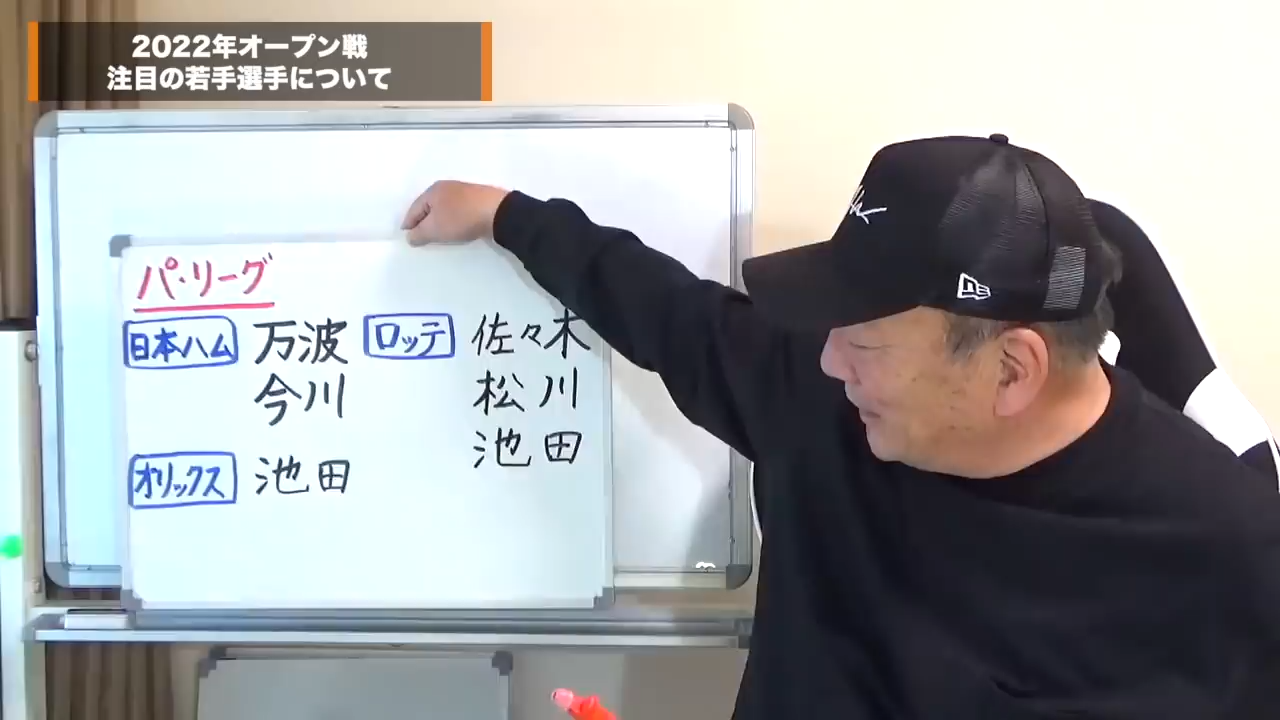 2022年オープン戦
注目の若手選手について
パ・リーグ
日本ハム 万波 ロッテ 佐々木
今川 松川
池田
オリックス 池田
NE